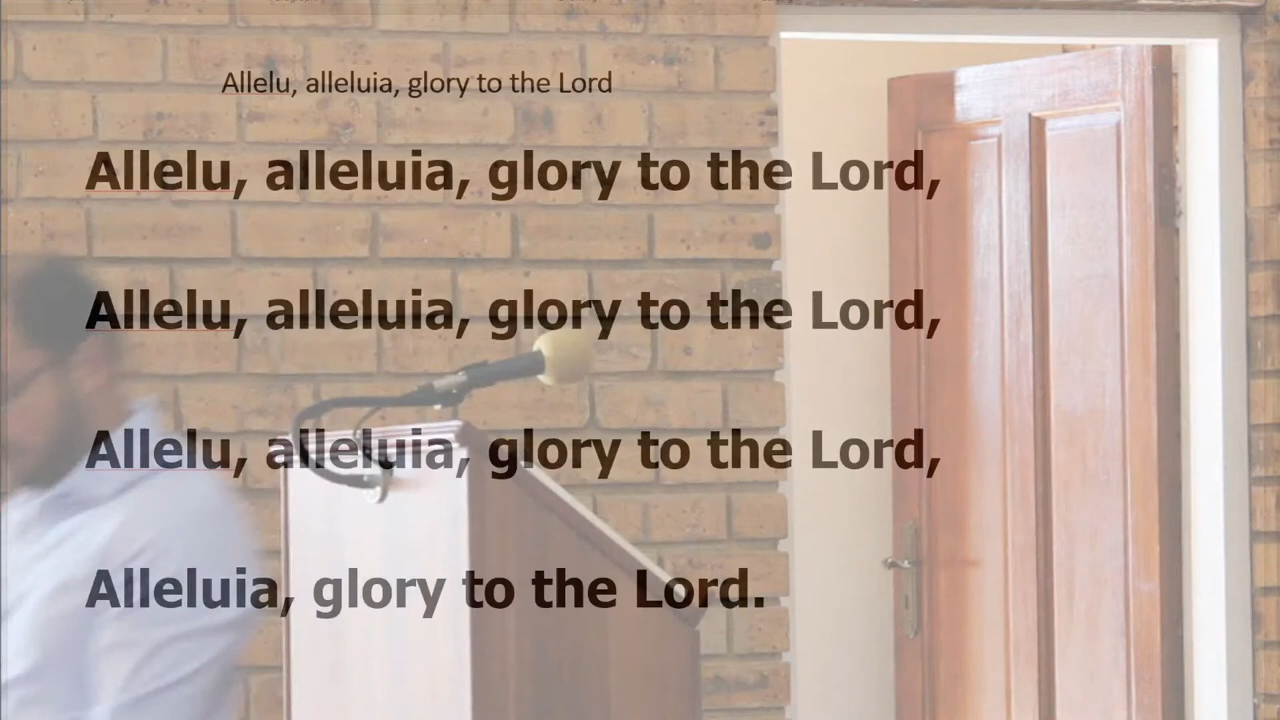 Allelu, alleluia, glory to the Lord
Allelu, alleluia, glory to the Lord,
Allelu, alleluia, glory to the Lord,
Allelu, alleluia, glory to the Lord,
Alleluia, glory to the Lord.